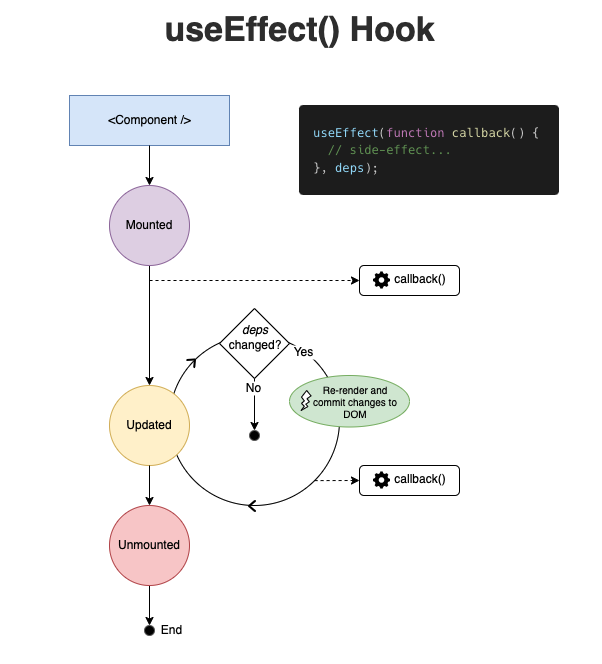 useEffect() Hook
<Component />
useEffect(function callback() {
// side-effect...
}, deps);
Mounted
callback()
deps
changed?
Yes
No
Re-render and
commit changes to
DOM
Updated
callback()
Unmounted
End